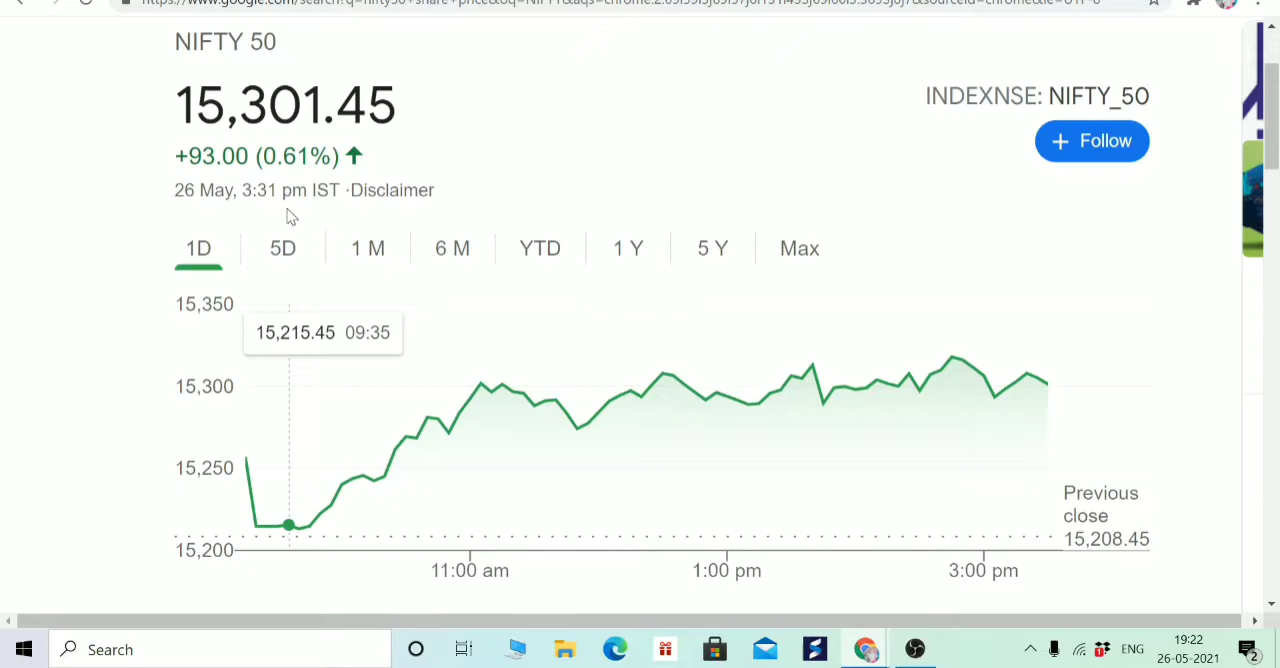 NIFTY 50
15,301.45
+93.00 (0.61%)
26 May, 3:31 pm IST ·Disclaimer
INDEXNSE: NIFTY_50
+ Follow
1D 5D 1 M 6 M YTD 1 Y 5 Y Max
15,350
15,215.45 09:35
15,300
15,250
15,200
Previous
close
15,208.45
11:00 am 1:00 pm 3:00 pm
Search
ENG
19:22
26-05-2021
2